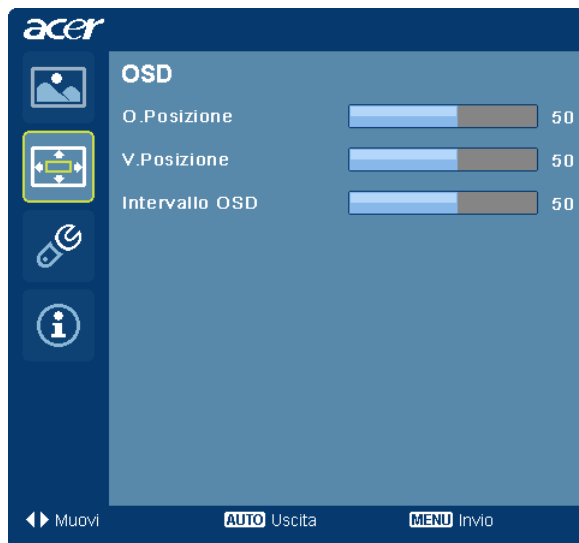 acer
OSD
O.Posizione 50
V.Posizione 50
Intervallo OSD 50
Muovi AUTO Uscita MENU Invio